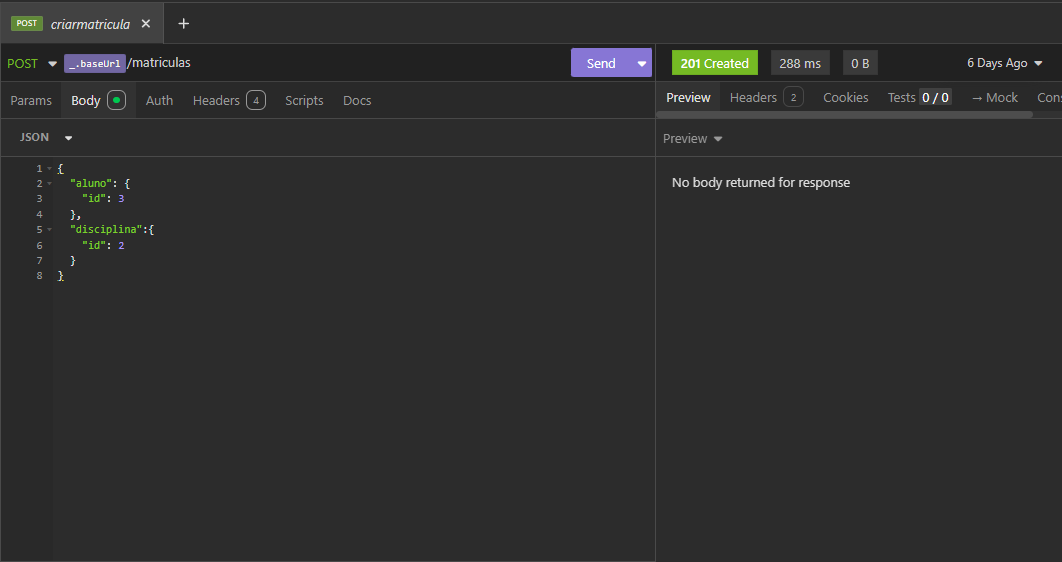 POST criarmatricula ✕ +
POST _.baseUrl/matriculas Send
201 Created 288 ms 0 B 6 Days Ago
Params Body Auth Headers 4 Scripts Docs
Preview Headers 2 Cookies Tests 0 / 0 → Mock Cons
JSON
Preview
1 {
2 "aluno": {
3 "id": 3
4 },
5 "disciplina":{
6 "id": 2
7 }
8 }
No body returned for response